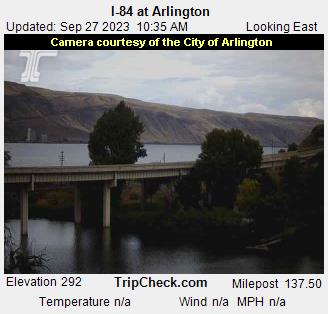 I-84 at Arlington
Updated: Sep 27 2023 10:35 AM Looking East
Camera courtesy of the City of Arlington
Elevation 292 TripCheck.com Milepost 137.50
Temperature n/a Wind n/a MPH n/a